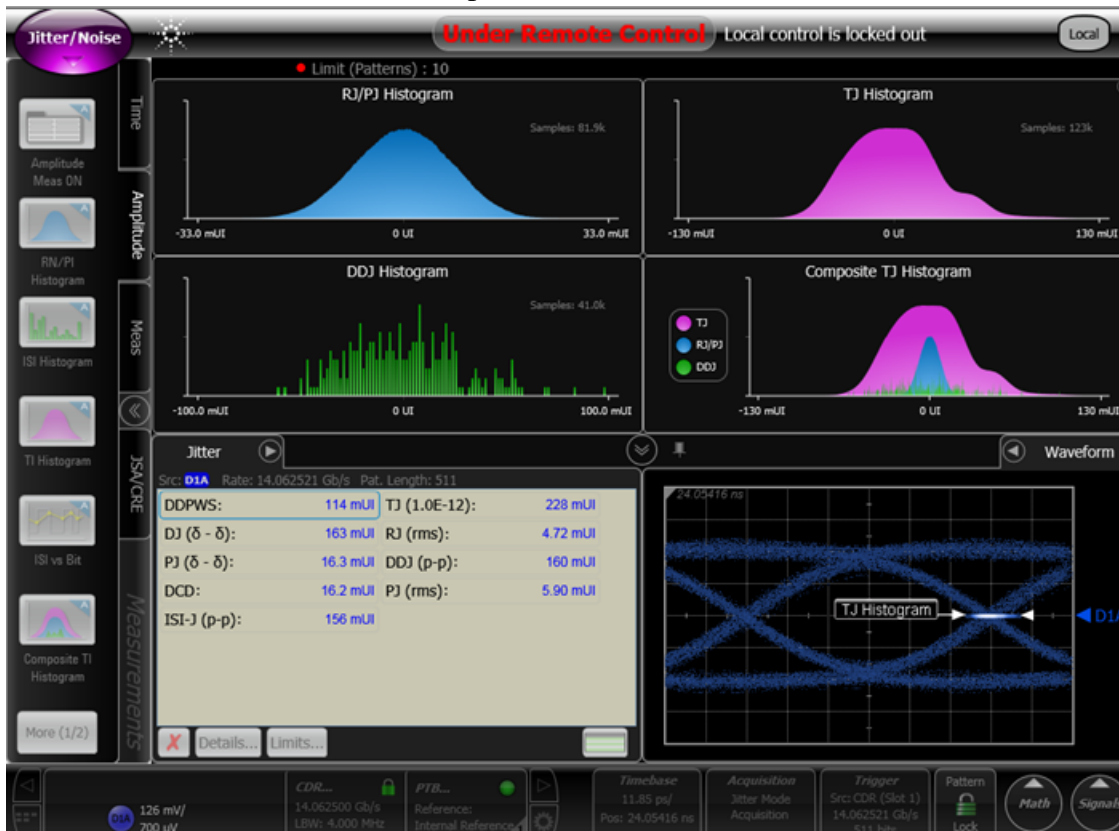 Jitter/Noise
Under Remote Control
Local control is locked out
Local
Limit (Patterns) : 10
Time
Amplitude
Meas
JSA/CRE
Measurements
Amplitude
Meas ON
RN/PI
Histogram
ISI Histogram
TI Histogram
ISI vs Bit
Composite TI
Histogram
More (1/2)
RJ/PJ Histogram
Samples: 81.9k
-33.0 mUI
0 UI
33.0 mUI
TJ Histogram
Samples: 123k
-130 mUI
0 UI
130 mUI
DDJ Histogram
Samples: 41.0k
-100.0 mUI
0 UI
100.0 mUI
Composite TJ Histogram
TJ
RJ/PJ
DDJ
-130 mUI
0 UI
130 mUI
Jitter
Waveform
Src: D1A Rate: 14.062521 Gb/s Pat. Length: 511
DDPWS: 114 mUI TJ (1.0E-12): 228 mUI
DJ (δ - δ): 163 mUI RJ (rms): 4.72 mUI
PJ (δ - δ): 16.3 mUI DDJ (p-p): 160 mUI
DCD: 16.2 mUI PJ (rms): 5.90 mUI
ISI-J (p-p): 156 mUI
Details...
Limits...
24.05416 ns
TJ Histogram
D1A
D1A
126 mV/
700 µV
CDR...
14.062500 Gb/s
LBW: 4.000 MHz
PTB...
Reference:
Internal Reference
Timebase
11.85 ps/
Pos: 24.05416 ns
Acquisition
Jitter Mode
Acquisition
Trigger
Src: CDR (Slot 1)
14.062521 Gb/s
511 bits
Pattern
Lock
Math
Signals